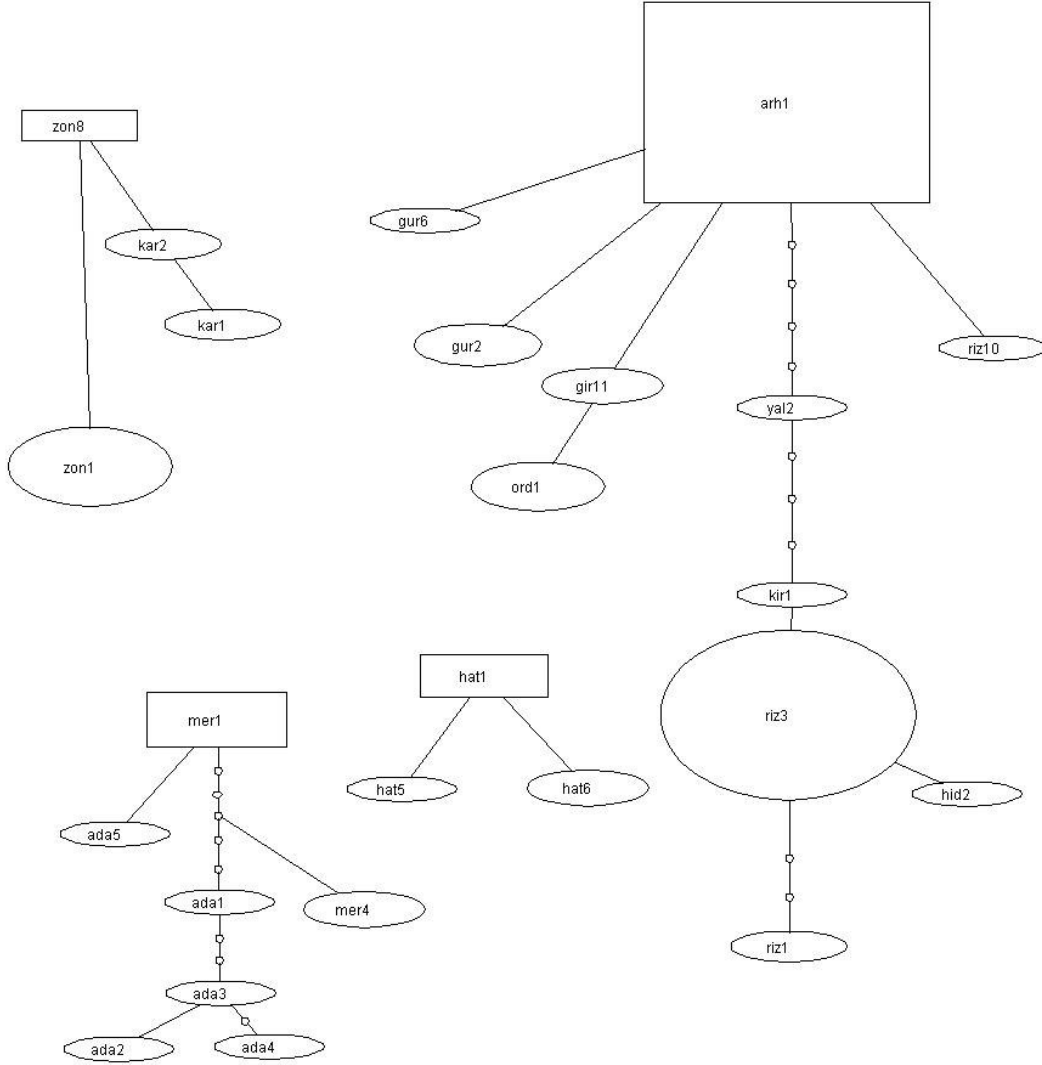 arh1
zon8
gur6
kar2
kar1
gur2
riz10
gir11
yal2
zon1
ord1
kir1
hat1
riz3
mer1
hat5
hat6
hid2
ada5
ada1
mer4
riz1
ada3
ada2
ada4